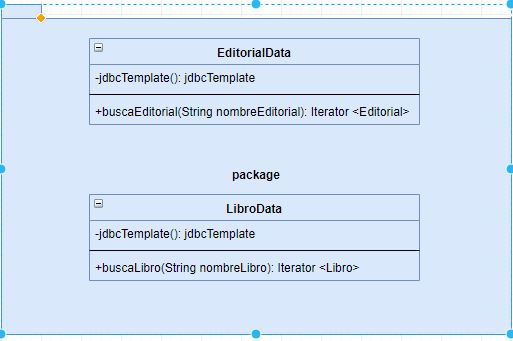 EditorialData
-jdbcTemplate(): jdbcTemplate
+buscaEditorial(String nombreEditorial): Iterator <Editorial>
package
LibroData
-jdbcTemplate(): jdbcTemplate
+buscaLibro(String nombreLibro): Iterator <Libro>